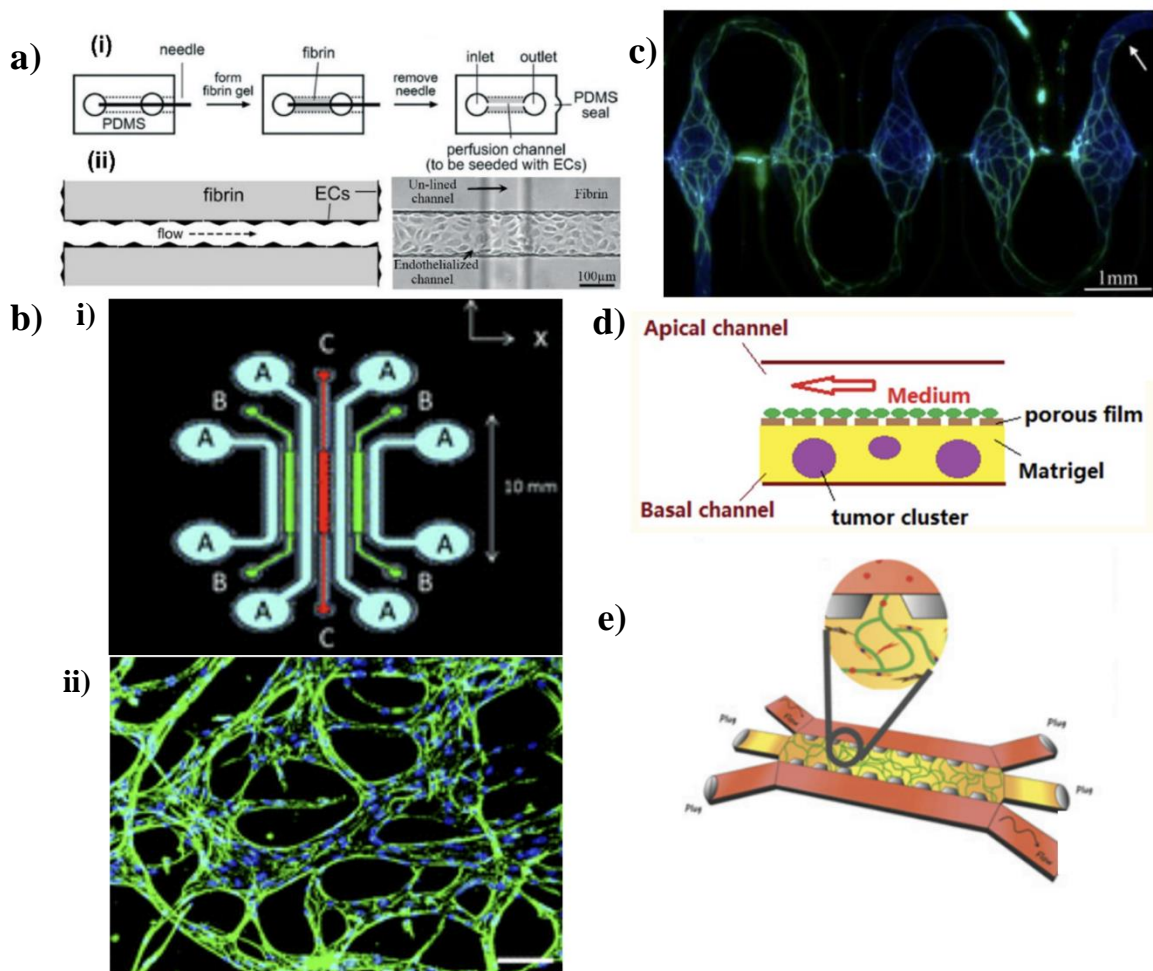 a)
(i)
needle
form
fibrin gel
fibrin
remove
needle
inlet
outlet
PDMS
PDMS
seal
perfusion channel
(to be seeded with ECs)
(ii)
fibrin
ECs
flow
Un-lined
channel
Fibrin
Endothelialized
channel
100µm
b)
i)
X
C
A
A
B
B
A
A
10 mm
A
A
B
B
A
A
C
ii)
c)
1mm
d)
Apical channel
Medium
porous film
Matrigel
Basal channel
tumor cluster
e)
Plug
Flow
Plug
Plug
Plug
Flow